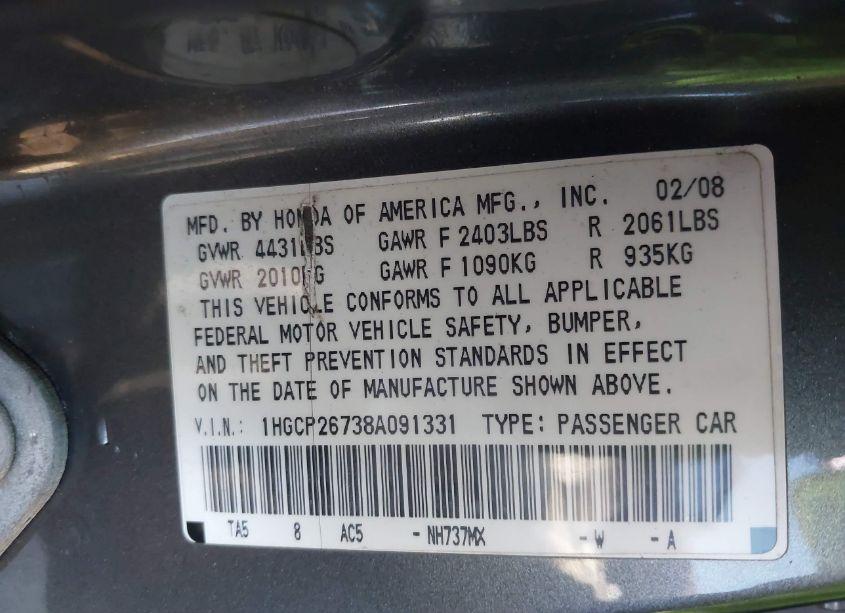 MFD. BY HONDA OF AMERICA MFG., INC. 02/08
GVWR 4431LBS GAWR F 2403LBS R 2061LBS
GVWR 2010KG GAWR F 1090KG R 935KG
THIS VEHICLE CONFORMS TO ALL APPLICABLE
FEDERAL MOTOR VEHICLE SAFETY, BUMPER,
AND THEFT PREVENTION STANDARDS IN EFFECT
ON THE DATE OF MANUFACTURE SHOWN ABOVE.
V.I.N.: 1HGCP26738A091331 TYPE: PASSENGER CAR
TA5 8 AC5 -NH737MX -W -A